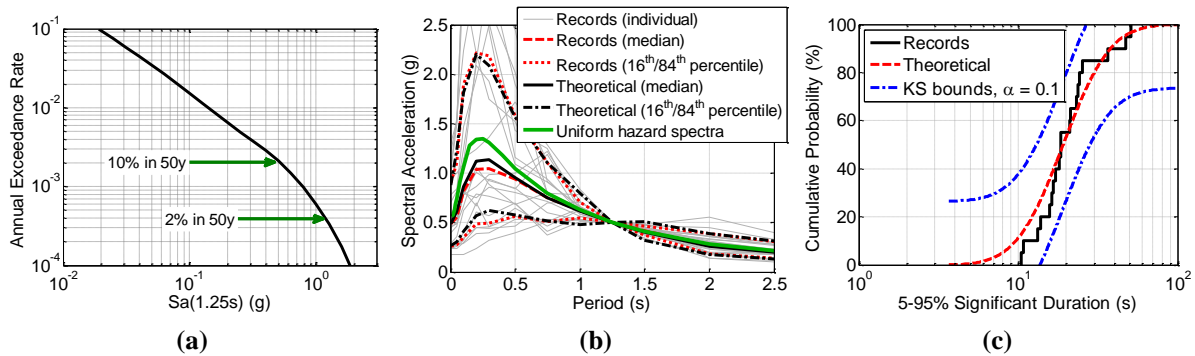 Annual Exceedance Rate
10^-1
10^-2
10^-3
10^-4
10% in 50y
2% in 50y
10^-2
10^-1
10^0
Sa(1.25s) (g)
(a)
Spectral Acceleration (g)
2.5
2.0
1.5
1.0
0.5
0
Records (individual)
Records (median)
Records (16th/84th percentile)
Theoretical (median)
Theoretical (16th/84th percentile)
Uniform hazard spectra
0 0.5 1.0 1.5 2.0 2.5
Period (s)
(b)
Cumulative Probability (%)
100
80
60
40
20
0
Records
Theoretical
KS bounds, α = 0.1
10^0
10^1
10^2
5-95% Significant Duration (s)
(c)